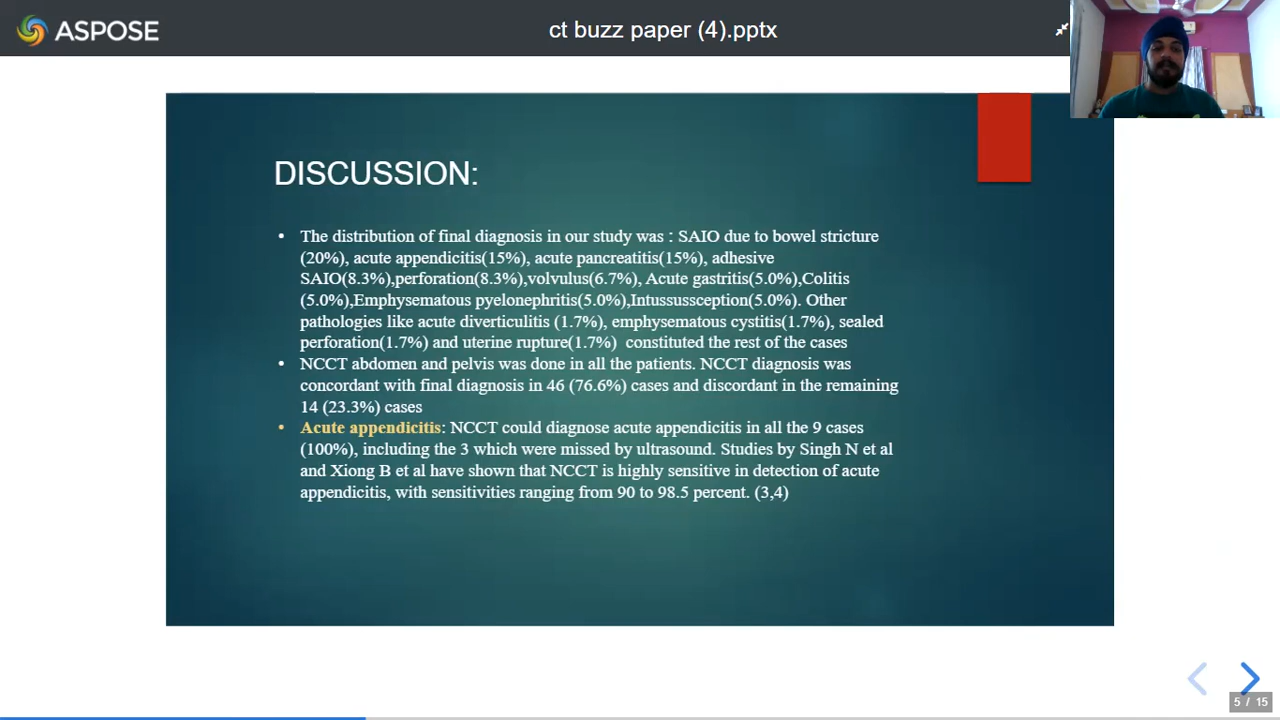 ASPOSE
ct buzz paper (4).pptx
DISCUSSION:
• The distribution of final diagnosis in our study was : SAIO due to bowel stricture
(20%), acute appendicitis(15%), acute pancreatitis(15%), adhesive
SAIO(8.3%),perforation(8.3%),volvulus(6.7%), Acute gastritis(5.0%),Colitis
(5.0%),Emphysematous pyelonephritis(5.0%),Intussussception(5.0%). Other
pathologies like acute diverticulitis (1.7%), emphysematous cystitis(1.7%), sealed
perforation(1.7%) and uterine rupture(1.7%) constituted the rest of the cases
• NCCT abdomen and pelvis was done in all the patients. NCCT diagnosis was
concordant with final diagnosis in 46 (76.6%) cases and discordant in the remaining
14 (23.3%) cases
• Acute appendicitis: NCCT could diagnose acute appendicitis in all the 9 cases
(100%), including the 3 which were missed by ultrasound. Studies by Singh N et al
and Xiong B et al have shown that NCCT is highly sensitive in detection of acute
appendicitis, with sensitivities ranging from 90 to 98.5 percent. (3,4)
5 / 15